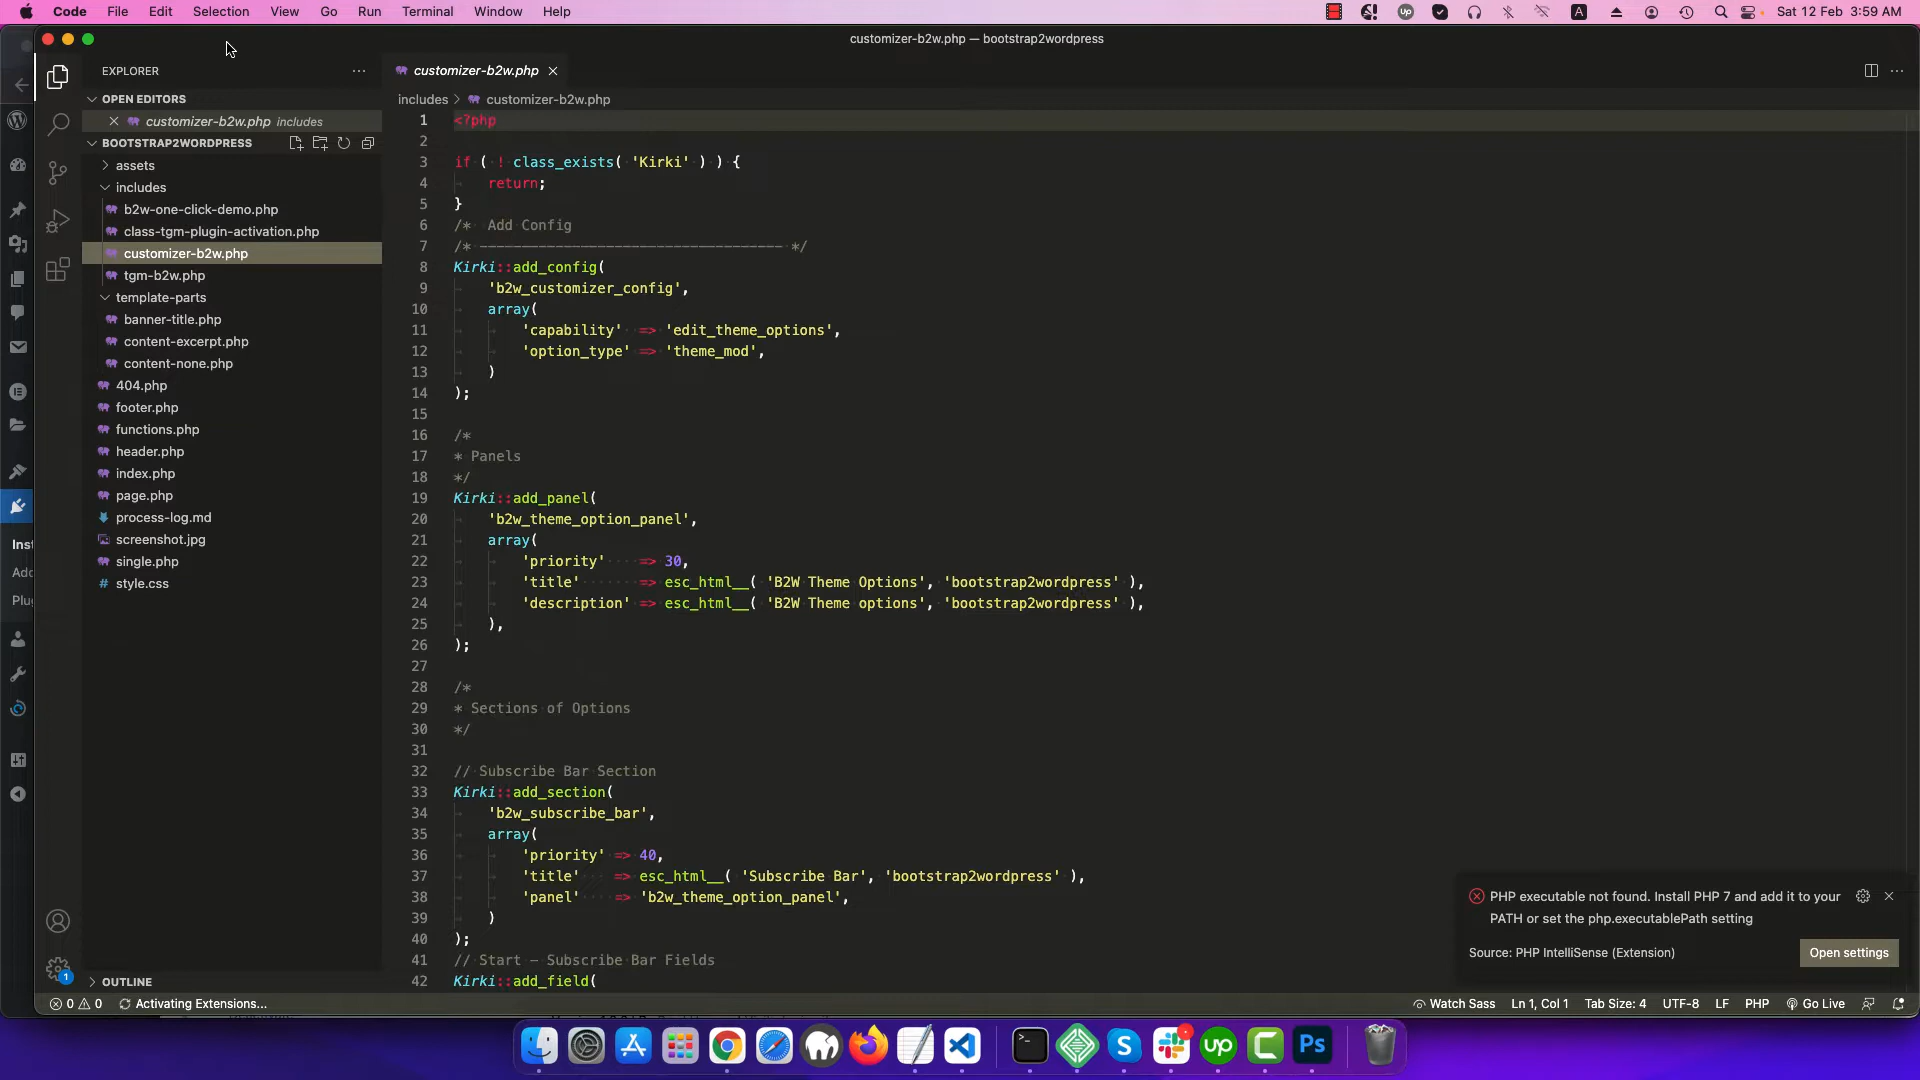 Code File Edit Selection View Go Run Terminal Window Help
Sat 12 Feb 3:59 AM
customizer-b2w.php — bootstrap2wordpress
EXPLORER
OPEN EDITORS
customizer-b2w.php includes
BOOTSTRAP2WORDPRESS
assets
includes
b2w-one-click-demo.php
class-tgm-plugin-activation.php
customizer-b2w.php
tgm-b2w.php
template-parts
banner-title.php
content-excerpt.php
content-none.php
404.php
footer.php
functions.php
header.php
index.php
page.php
process-log.md
screenshot.jpg
single.php
# style.css
OUTLINE
Inst
Add
Plug
customizer-b2w.php
includes > customizer-b2w.php
1 <?php
2
3 if ( ! class_exists( 'Kirki' ) ) {
4 return;
5 }
6 /* Add Config
7 /* ------------------------------------ */
8 Kirki::add_config(
9 'b2w_customizer_config',
10 array(
11 'capability' => 'edit_theme_options',
12 'option_type' => 'theme_mod',
13 )
14 );
15
16 /*
17 * Panels
18 */
19 Kirki::add_panel(
20 'b2w_theme_option_panel',
21 array(
22 'priority' => 30,
23 'title' => esc_html__( 'B2W Theme Options', 'bootstrap2wordpress' ),
24 'description' => esc_html__( 'B2W Theme options', 'bootstrap2wordpress' ),
25 ),
26 );
27
28 /*
29 * Sections of Options
30 */
31
32 // Subscribe Bar Section
33 Kirki::add_section(
34 'b2w_subscribe_bar',
35 array(
36 'priority' => 40,
37 'title' => esc_html__( 'Subscribe Bar', 'bootstrap2wordpress' ),
38 'panel' => 'b2w_theme_option_panel',
39 )
40 );
41 // Start – Subscribe Bar Fields
42 Kirki::add_field(
PHP executable not found. Install PHP 7 and add it to your
PATH or set the php.executablePath setting
Source: PHP IntelliSense (Extension)
Open settings
1
0 0 Activating Extensions...
Watch Sass Ln 1, Col 1 Tab Size: 4 UTF-8 LF PHP Go Live
S up C Ps